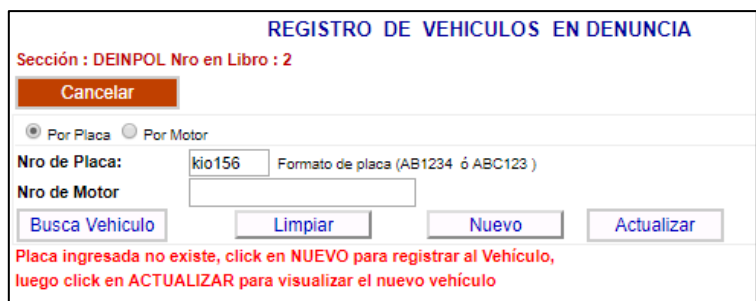 REGISTRO DE VEHICULOS EN DENUNCIA
Sección : DEINPOL Nro en Libro : 2
Cancelar
Por Placa Por Motor
Nro de Placa: kio156 Formato de placa (AB1234 ó ABC123 )
Nro de Motor
Busca Vehiculo Limpiar Nuevo Actualizar
Placa ingresada no existe, click en NUEVO para registrar al Vehículo,
luego click en ACTUALIZAR para visualizar el nuevo vehículo